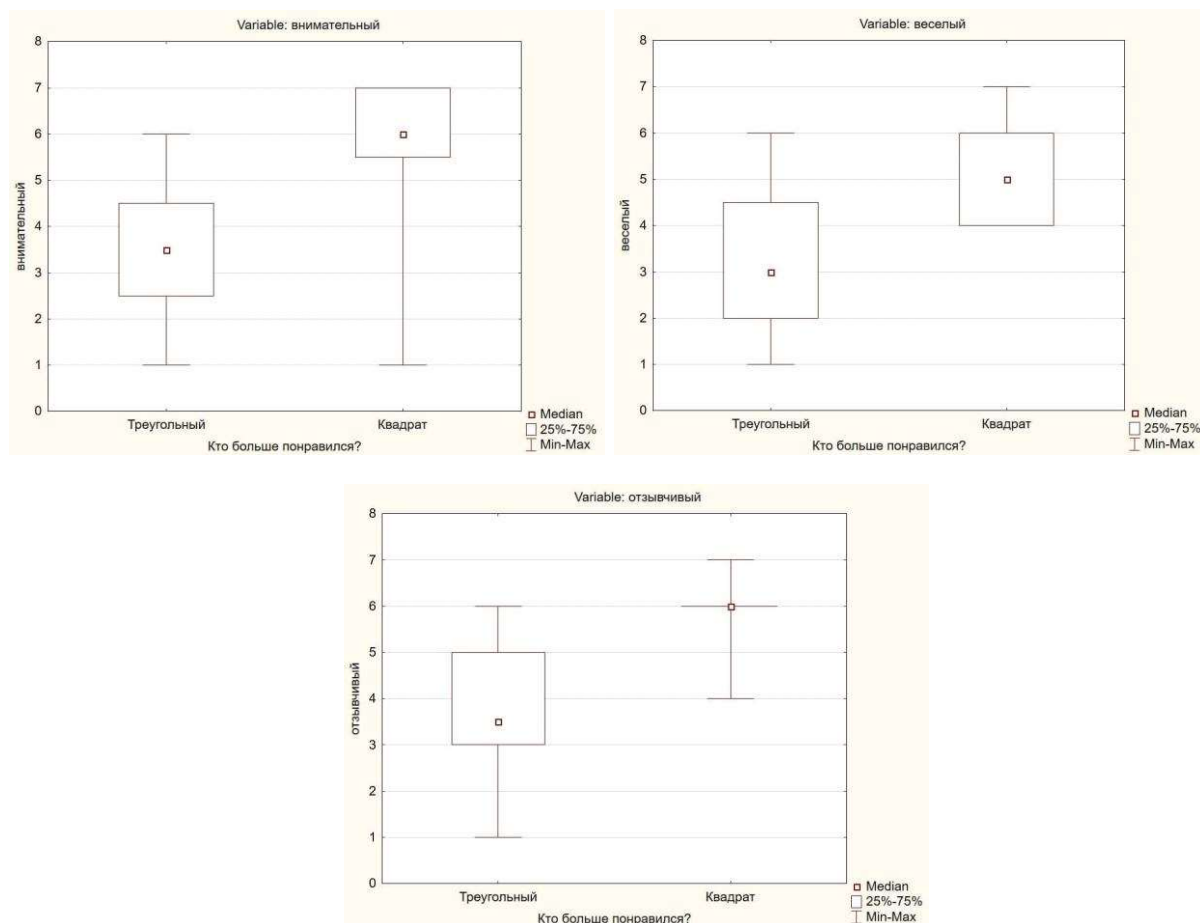 Variable: внимательный
8
7
6
5
4
3
2
1
0
внимательный
Треугольный
Квадрат
Кто больше понравился?
Median
25%-75%
Min-Max
Variable: веселый
8
7
6
5
4
3
2
1
0
веселый
Треугольный
Квадрат
Кто больше понравился?
Median
25%-75%
Min-Max
Variable: отзывчивый
8
7
6
5
4
3
2
1
0
отзывчивый
Треугольный
Квадрат
Кто больше понравился?
Median
25%-75%
Min-Max